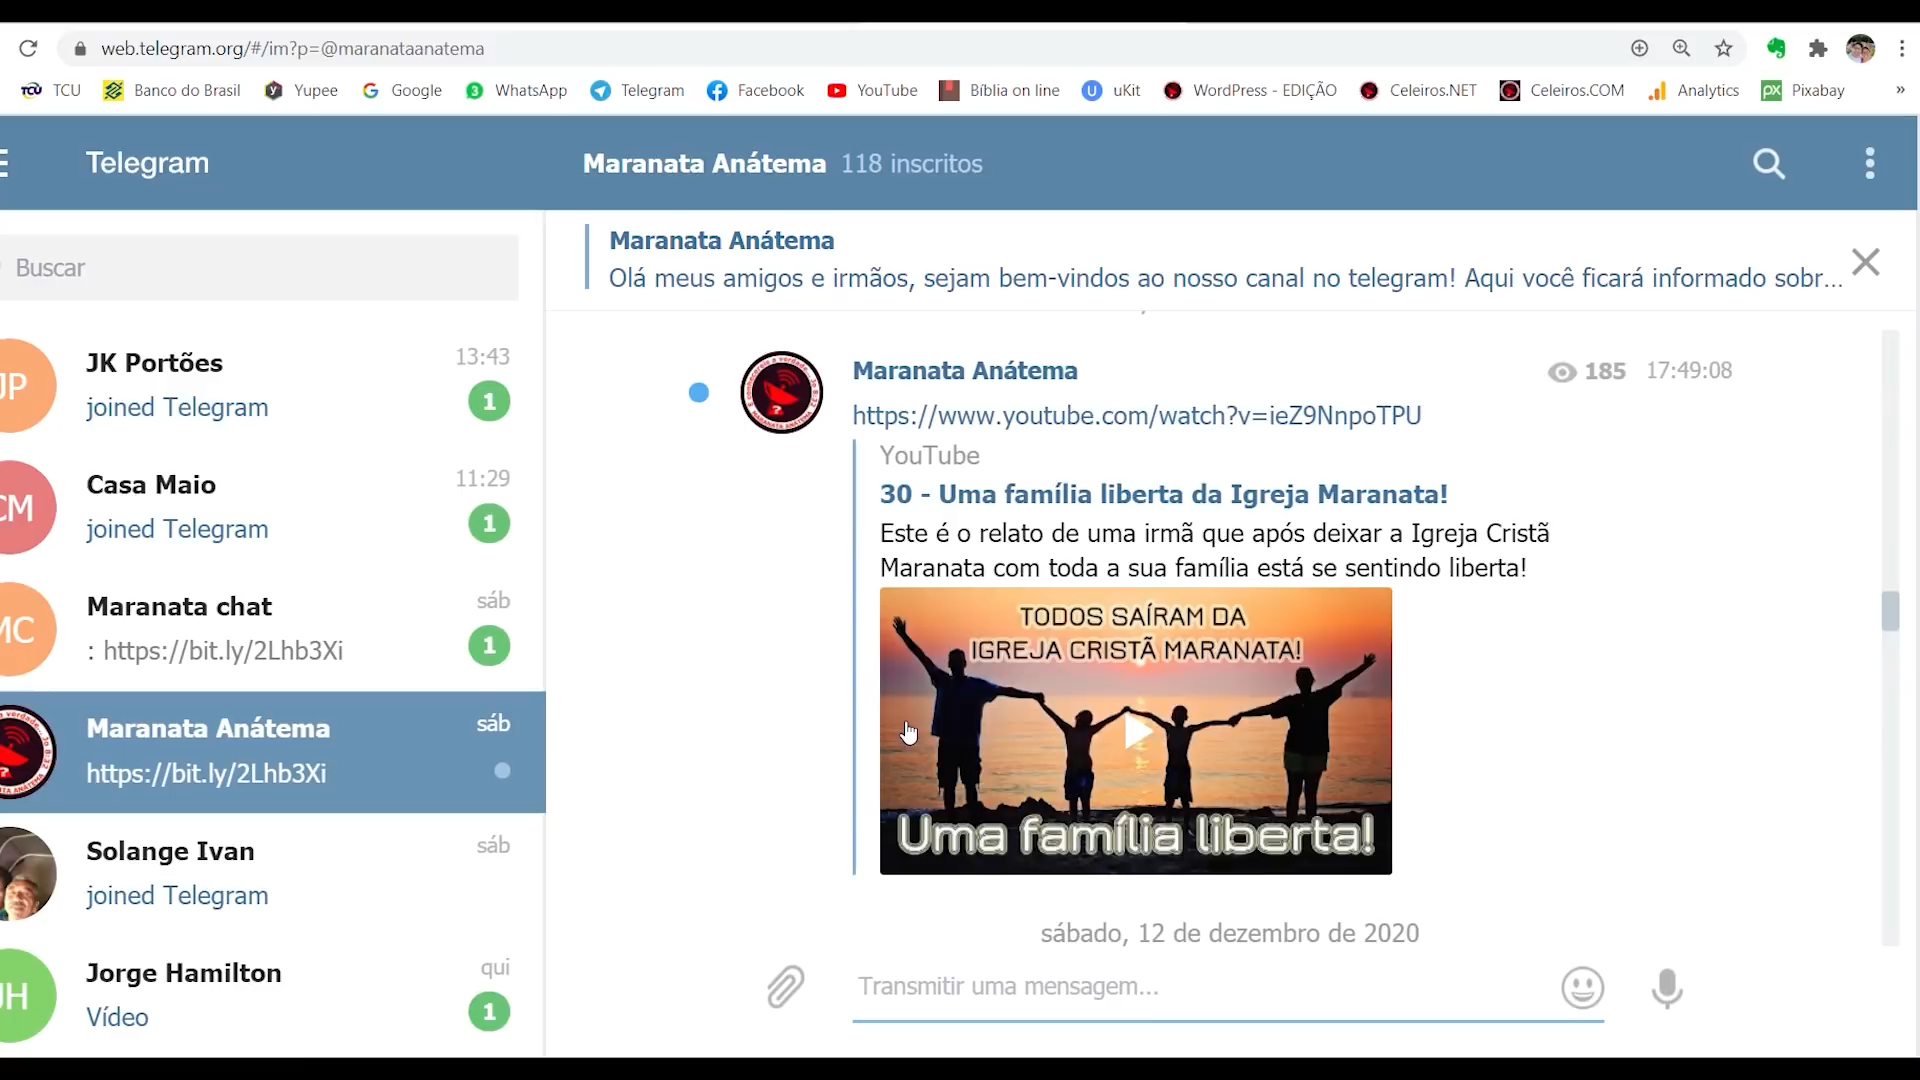 web.telegram.org/#/im?p=@maranataanatema
TCU
Banco do Brasil
Yupee
Google
WhatsApp
Telegram
Facebook
YouTube
Bíblia on line
uKit
WordPress - EDIÇÃO
Celeiros.NET
Celeiros.COM
Analytics
Pixabay
»
Telegram
Maranata Anátema 118 inscritos
Buscar
Maranata Anátema
Olá meus amigos e irmãos, sejam bem-vindos ao nosso canal no telegram! Aqui você ficará informado sobr...
JP
JK Portões 13:43
joined Telegram 1
CM
Casa Maio 11:29
joined Telegram 1
MC
Maranata chat sáb
: https://bit.ly/2Lhb3Xi 1
Maranata Anátema sáb
https://bit.ly/2Lhb3Xi
Solange Ivan sáb
joined Telegram
JH
Jorge Hamilton qui
Vídeo 1
Maranata Anátema 185 17:49:08
https://www.youtube.com/watch?v=ieZ9NnpoTPU
YouTube
30 - Uma família liberta da Igreja Maranata!
Este é o relato de uma irmã que após deixar a Igreja Cristã
Maranata com toda a sua família está se sentindo liberta!
TODOS SAÍRAM DA
IGREJA CRISTÃ MARANATA!
Uma família liberta!
sábado, 12 de dezembro de 2020
Transmitir uma mensagem...